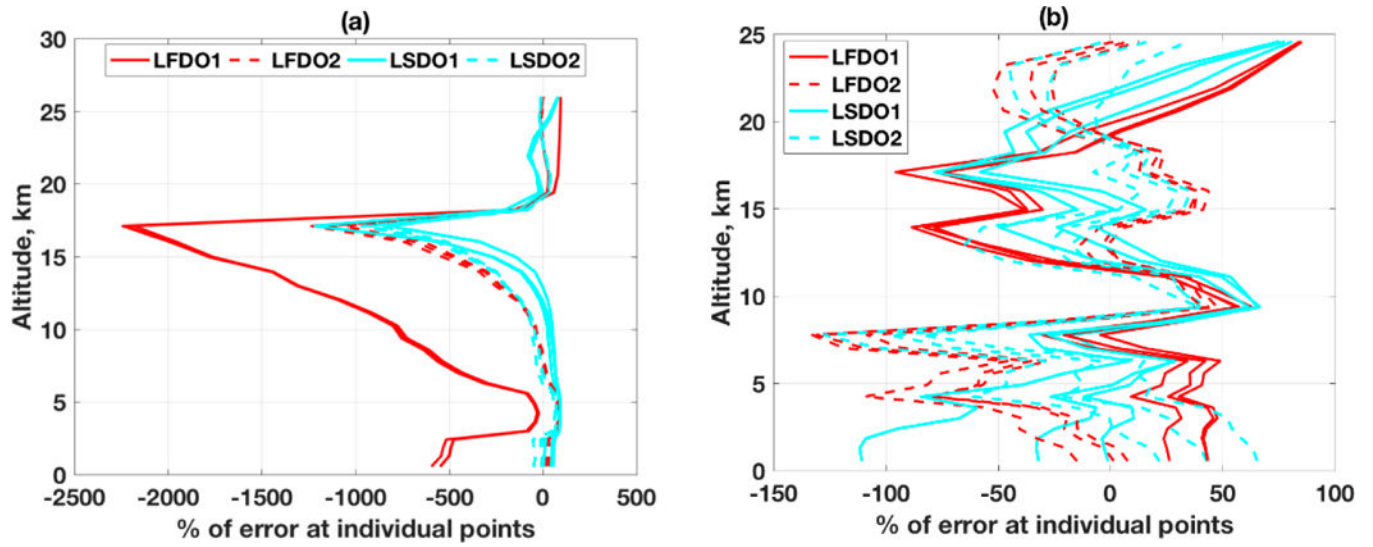 (a)
30
25
20
15
10
5
0
Altitude, km
LFDO1 LFDO2 LSDO1 LSDO2
-2500 -2000 -1500 -1000 -500 0 500
% of error at individual points
(b)
25
20
15
10
5
0
Altitude, km
LFDO1
LFDO2
LSDO1
LSDO2
-150 -100 -50 0 50 100
% of error at individual points